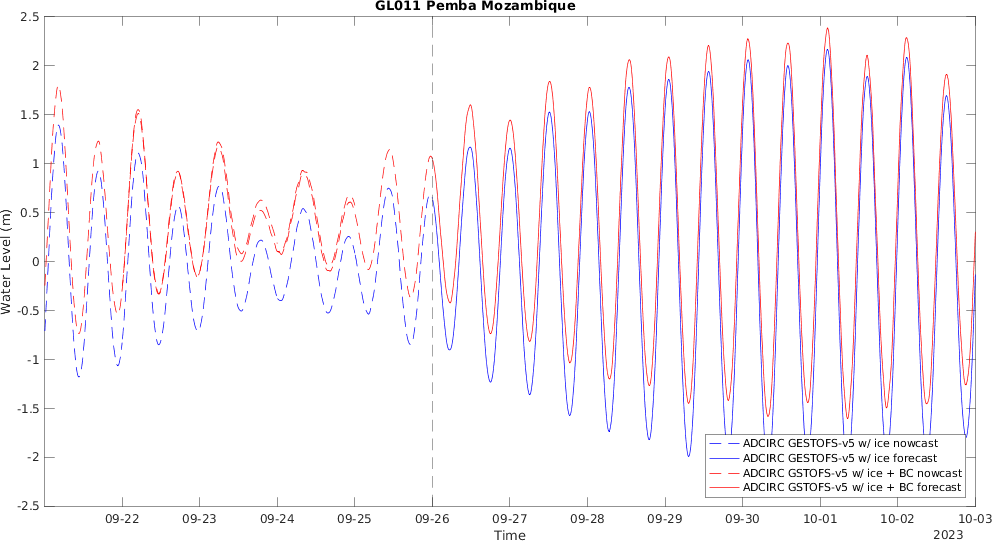 GL011 Pemba Mozambique
2.5
2
1.5
1
0.5
0
-0.5
-1
-1.5
-2
-2.5
Water Level (m)
ADCIRC GESTOFS-v5 w/ ice nowcast
ADCIRC GESTOFS-v5 w/ ice forecast
ADCIRC GSTOFS-v5 w/ ice + BC nowcast
ADCIRC GSTOFS-v5 w/ ice + BC forecast
09-22 09-23 09-24 09-25 09-26 09-27 09-28 09-29 09-30 10-01 10-02 10-03
Time
2023